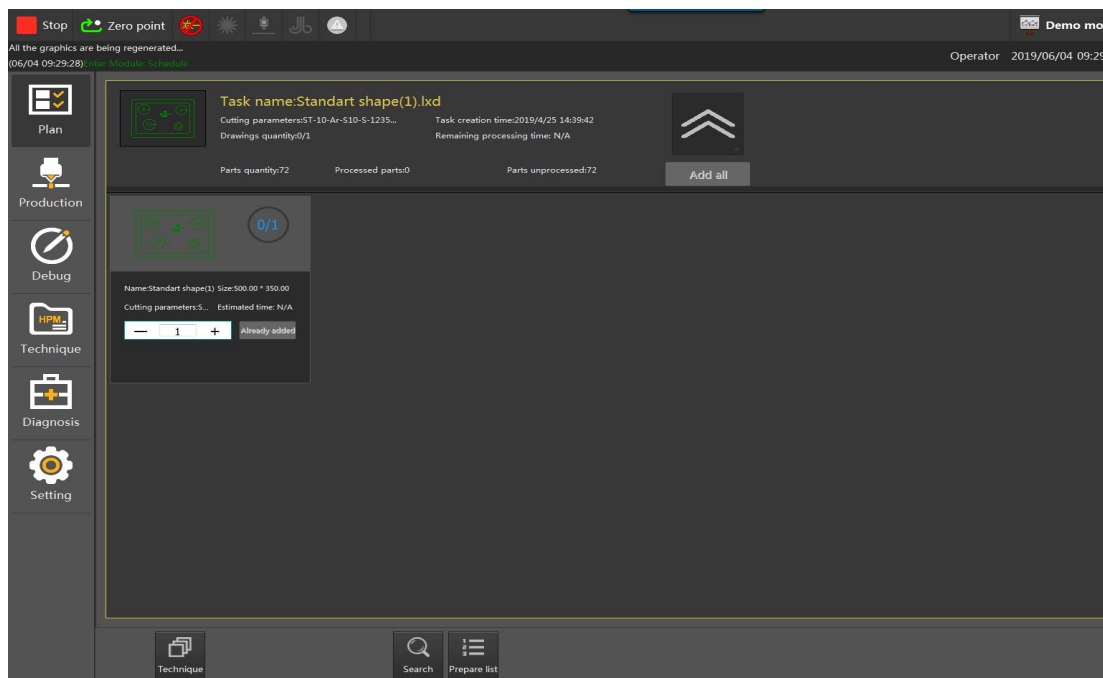 Stop Zero point Demo mo
All the graphics are being regenerated...
(06/04 09:29:28)Enter Module: Schedule
Operator 2019/06/04 09:29
Plan
Production
Debug
HPM
Technique
Diagnosis
Setting
Task name:Standart shape(1).lxd
Cutting parameters:ST-10-Ar-S10-S-1235... Task creation time:2019/4/25 14:39:42
Drawings quantity:0/1 Remaining processing time: N/A
Parts quantity:72 Processed parts:0 Parts unprocessed:72
Add all
0/1
Name:Standart shape(1) Size:500.00 * 350.00
Cutting parameters:S... Estimated time: N/A
— 1 + Already added
Technique
Search
1
2
3
Prepare list